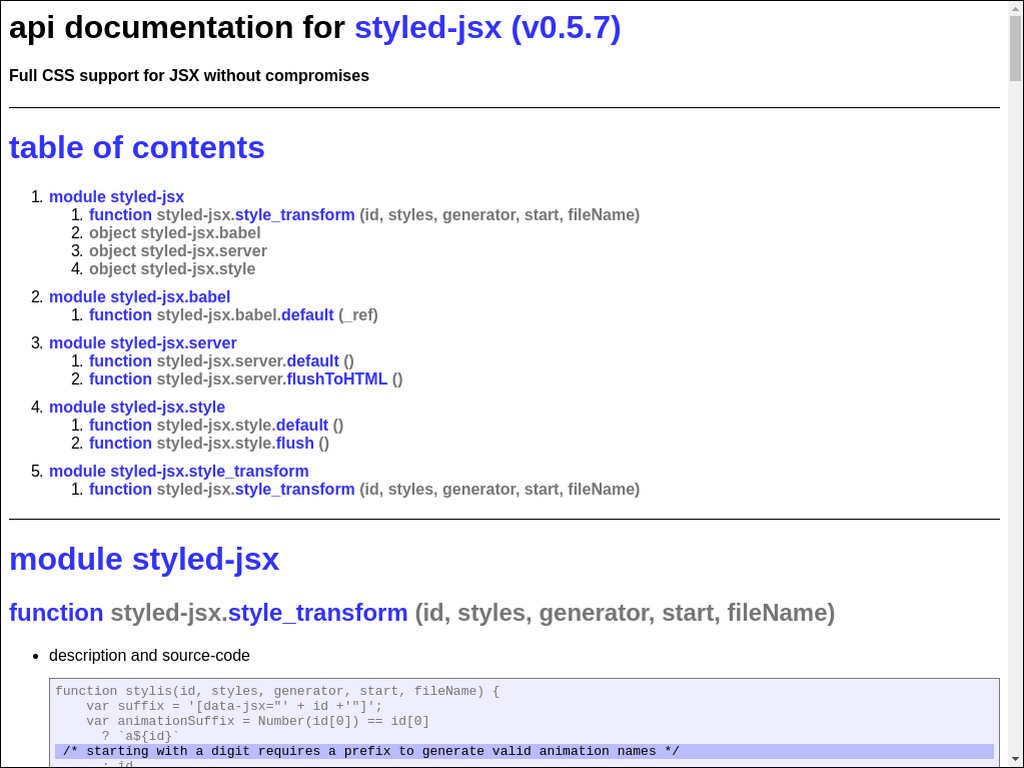 api documentation for styled-jsx (v0.5.7)
Full CSS support for JSX without compromises
table of contents
1. module styled-jsx
1. function styled-jsx.style_transform (id, styles, generator, start, fileName)
2. object styled-jsx.babel
3. object styled-jsx.server
4. object styled-jsx.style
2. module styled-jsx.babel
1. function styled-jsx.babel.default (_ref)
3. module styled-jsx.server
1. function styled-jsx.server.default ()
2. function styled-jsx.server.flushToHTML ()
4. module styled-jsx.style
1. function styled-jsx.style.default ()
2. function styled-jsx.style.flush ()
5. module styled-jsx.style_transform
1. function styled-jsx.style_transform (id, styles, generator, start, fileName)
module styled-jsx
function styled-jsx.style_transform (id, styles, generator, start, fileName)
• description and source-code
function stylis(id, styles, generator, start, fileName) {
var suffix = '[data-jsx="' + id +'"]';
var animationSuffix = Number(id[0]) == id[0]
? `a${id}`
/* starting with a digit requires a prefix to generate valid animation names */
: id